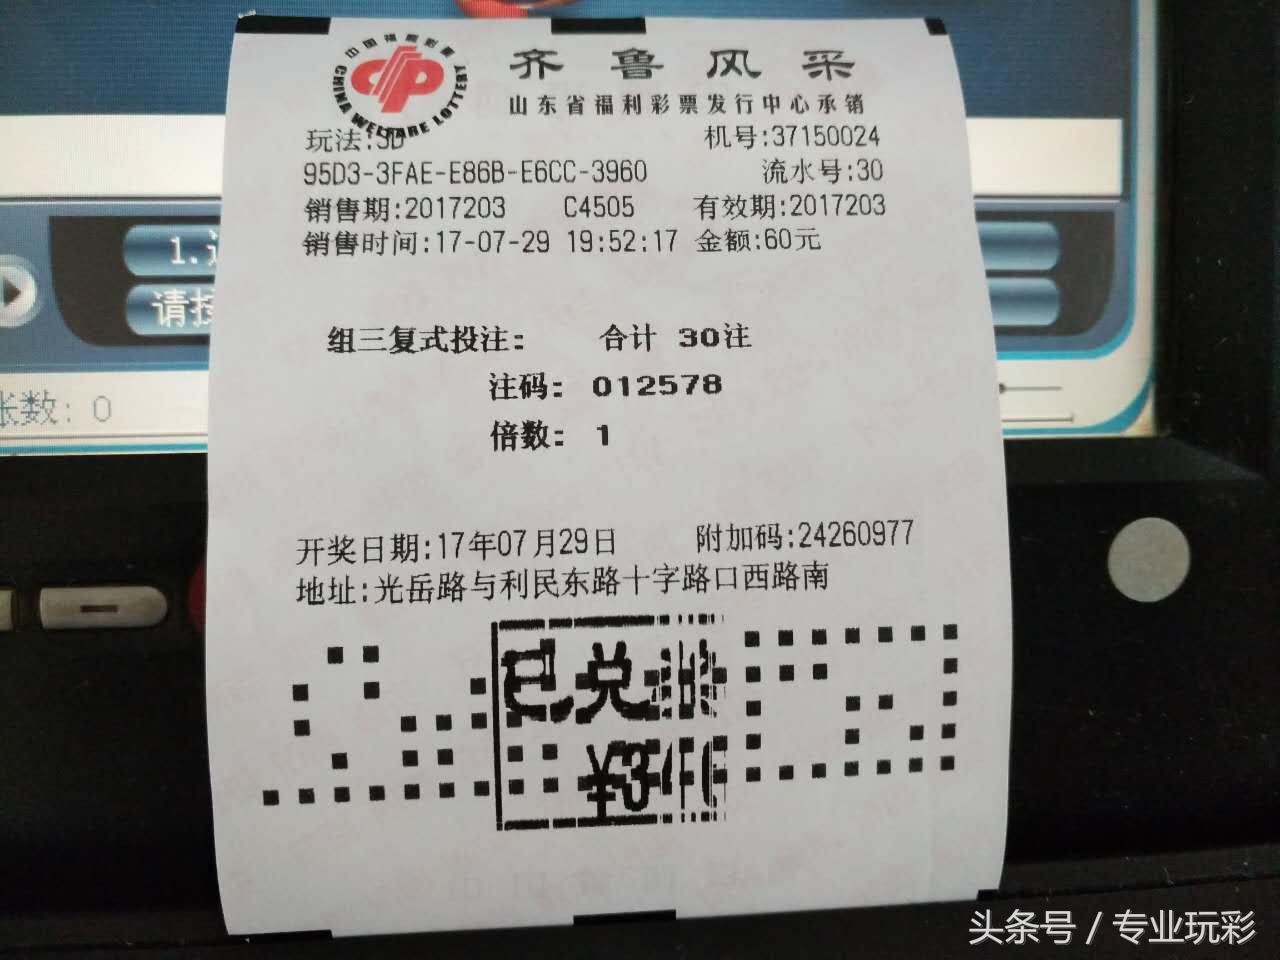 中国福利彩票
CHINA WELFARE LOTTERY
齐鲁风采
山东省福利彩票发行中心承销
玩法:3D 机号:37150024
95D3-3FAE-E86B-E6CC-3960 流水号:30
销售期:2017203 C4505 有效期:2017203
销售时间:17-07-29 19:52:17 金额:60元
1.
请按
组三复式投注: 合计 30注
注码: 012578
张数: 0
倍数: 1
开奖日期:17年07月29日 附加码:24260977
地址:光岳路与利民东路十字路口西路南
已兑
¥34
头条号 / 专业玩彩